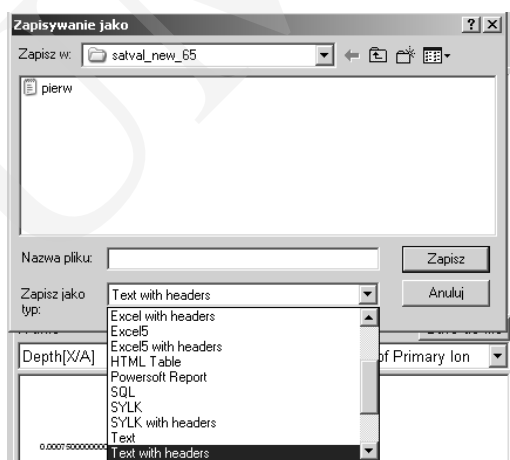 Zapisywanie jako
Zapisz w: satval_new_65
pierw
Nazwa pliku:
Zapisz
Zapisz jako typ:
Text with headers
Anuluj
Excel with headers
Excel5
Excel5 with headers
HTML Table
Powersoft Report
SQL
SYLK
SYLK with headers
Text
Text with headers
Depth[X/A]
of Primary Ion